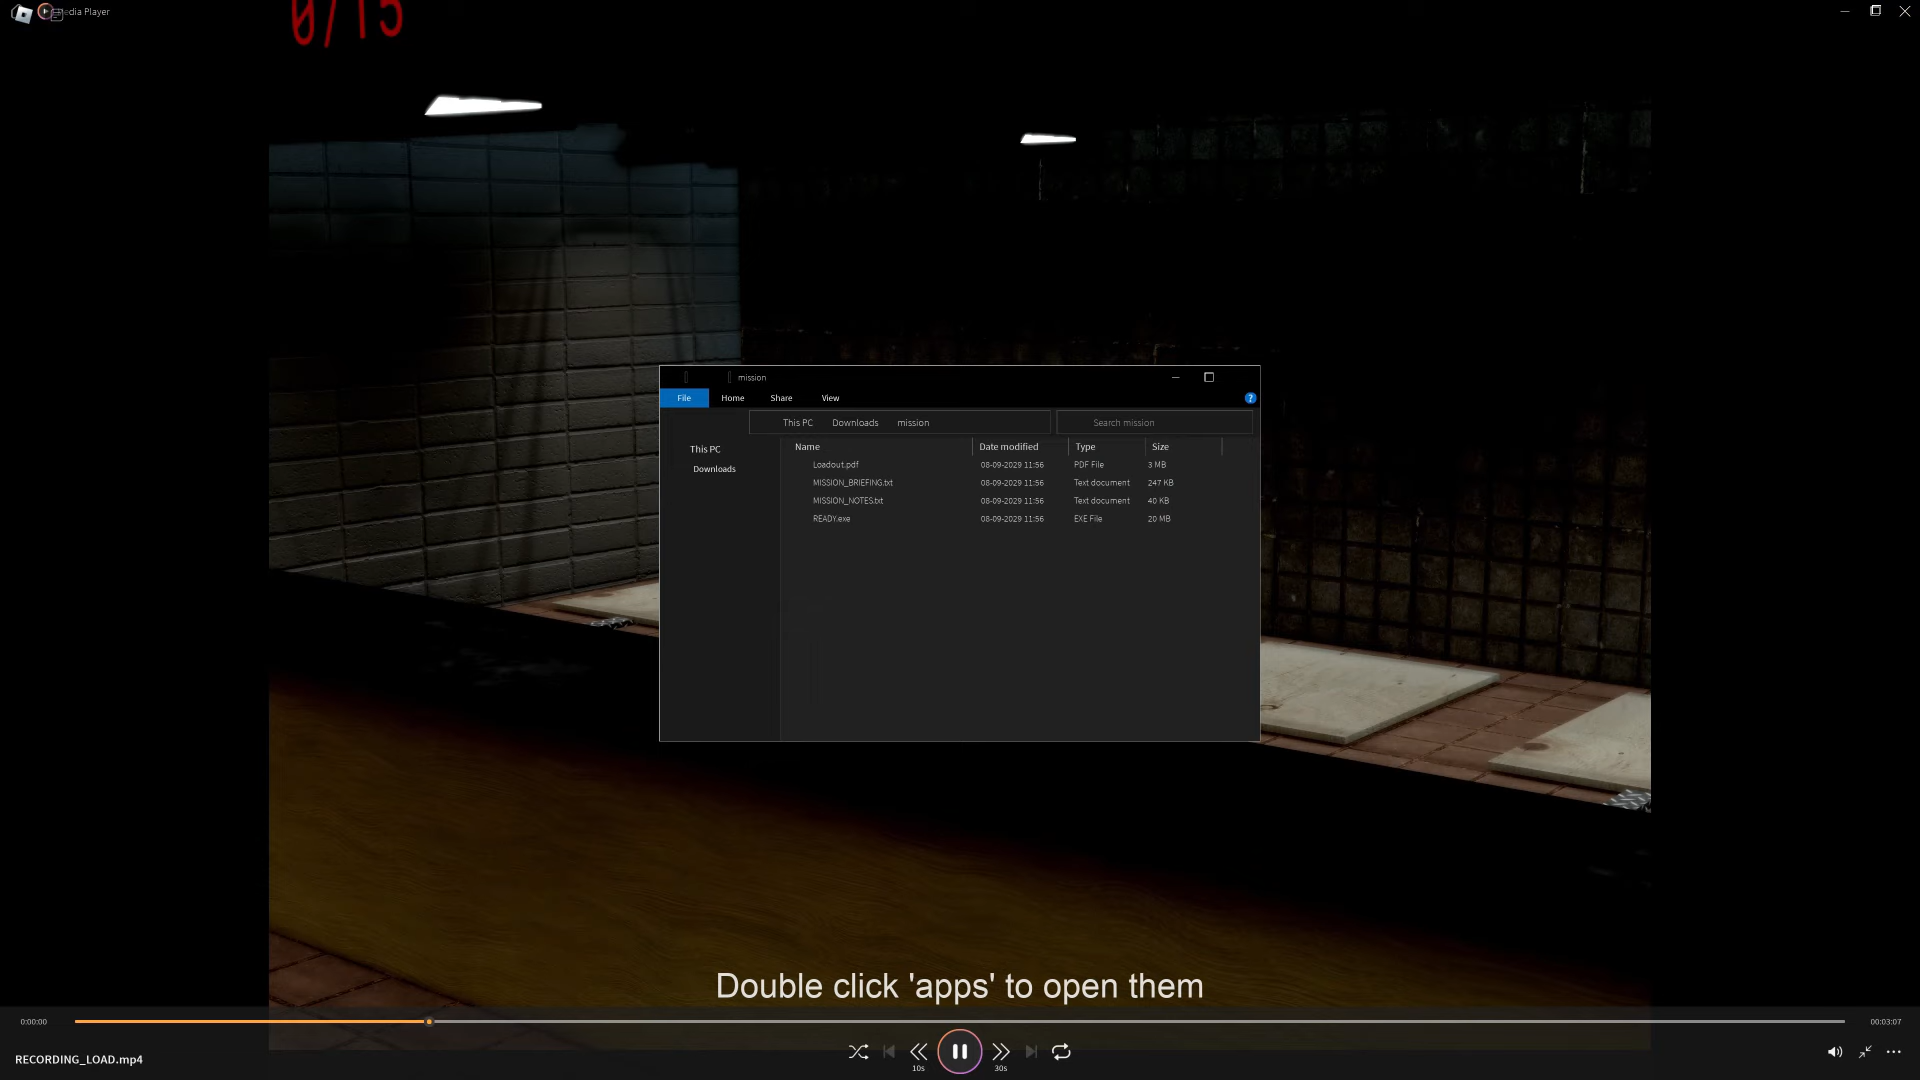 Media Player
0/15
mission
File Home Share View ?
This PC Downloads mission Search mission
This PC
Downloads
Name Date modified Type Size
Loadout.pdf 08-09-2029 11:56 PDF File 3 MB
MISSION_BRIEFING.txt 08-09-2029 11:56 Text document 247 KB
MISSION_NOTES.txt 08-09-2029 11:56 Text document 40 KB
READY.exe 08-09-2029 11:56 EXE File 20 MB
Double click 'apps' to open them
0:00:00 00:03:07
RECORDING_LOAD.mp4
10s 30s